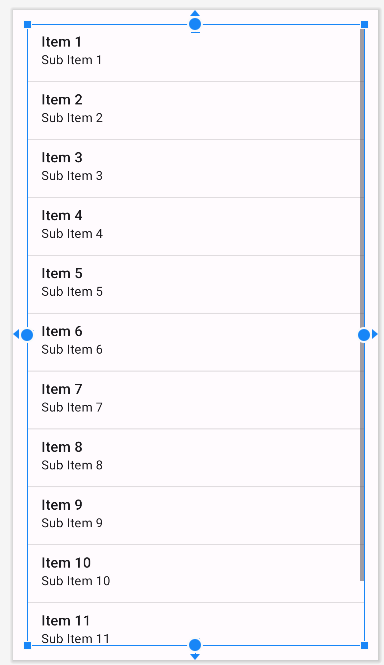 Item 1
Sub Item 1
Item 2
Sub Item 2
Item 3
Sub Item 3
Item 4
Sub Item 4
Item 5
Sub Item 5
Item 6
Sub Item 6
Item 7
Sub Item 7
Item 8
Sub Item 8
Item 9
Sub Item 9
Item 10
Sub Item 10
Item 11
Sub Item 11